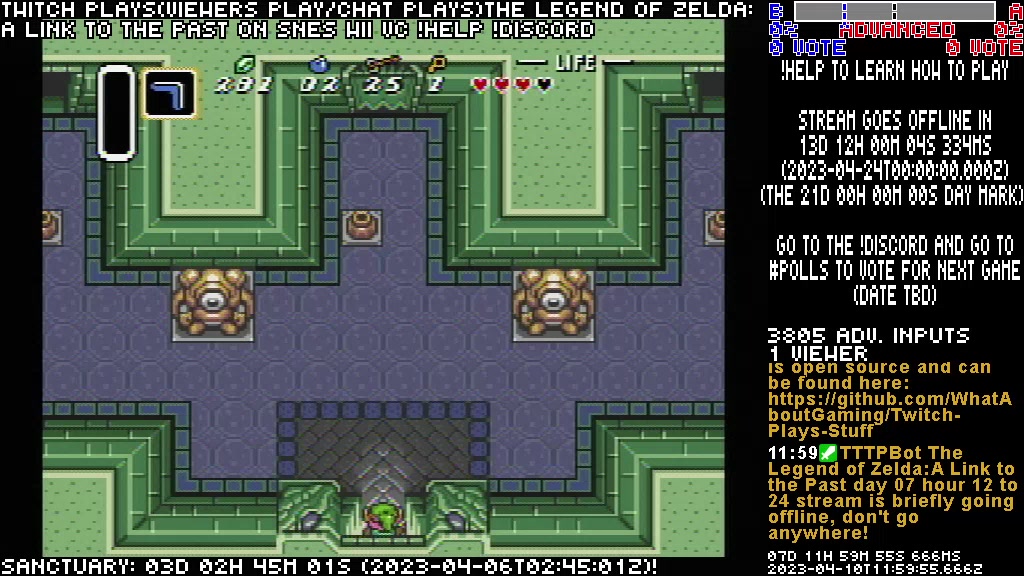 TWITCH PLAYS(VIEWERS PLAY/CHAT PLAYS)THE LEGEND OF ZELDA:
A LINK TO THE PAST ON SNES WII VC !HELP !DISCORD
B A
0% ADVANCED 0%
0 VOTE 0 VOTE
!HELP TO LEARN HOW TO PLAY
STREAM GOES OFFLINE IN
13D 12H 00M 04S 334MS
(2023-04-24T00:00:00.000Z)
(THE 21D 00H 00M 00S DAY MARK)
GO TO THE !DISCORD AND GO TO
#POLLS TO VOTE FOR NEXT GAME
(DATE TBD)
3805 ADV. INPUTS
1 VIEWER
is open source and can
be found here:
https://github.com/WhatA
boutGaming/Twitch-
Plays-Stuff
11:59 TTTPBot The
Legend of Zelda:A Link to
the Past day 07 hour 12 to
24 stream is briefly going
offline, don't go
anywhere!
07D 11H 59M 55S 666MS
2023-04-10T11:59:55.666Z
LIFE
201 02 25 1
SANCTUARY: 03D 02H 45M 01S (2023-04-06T02:45:01Z)!